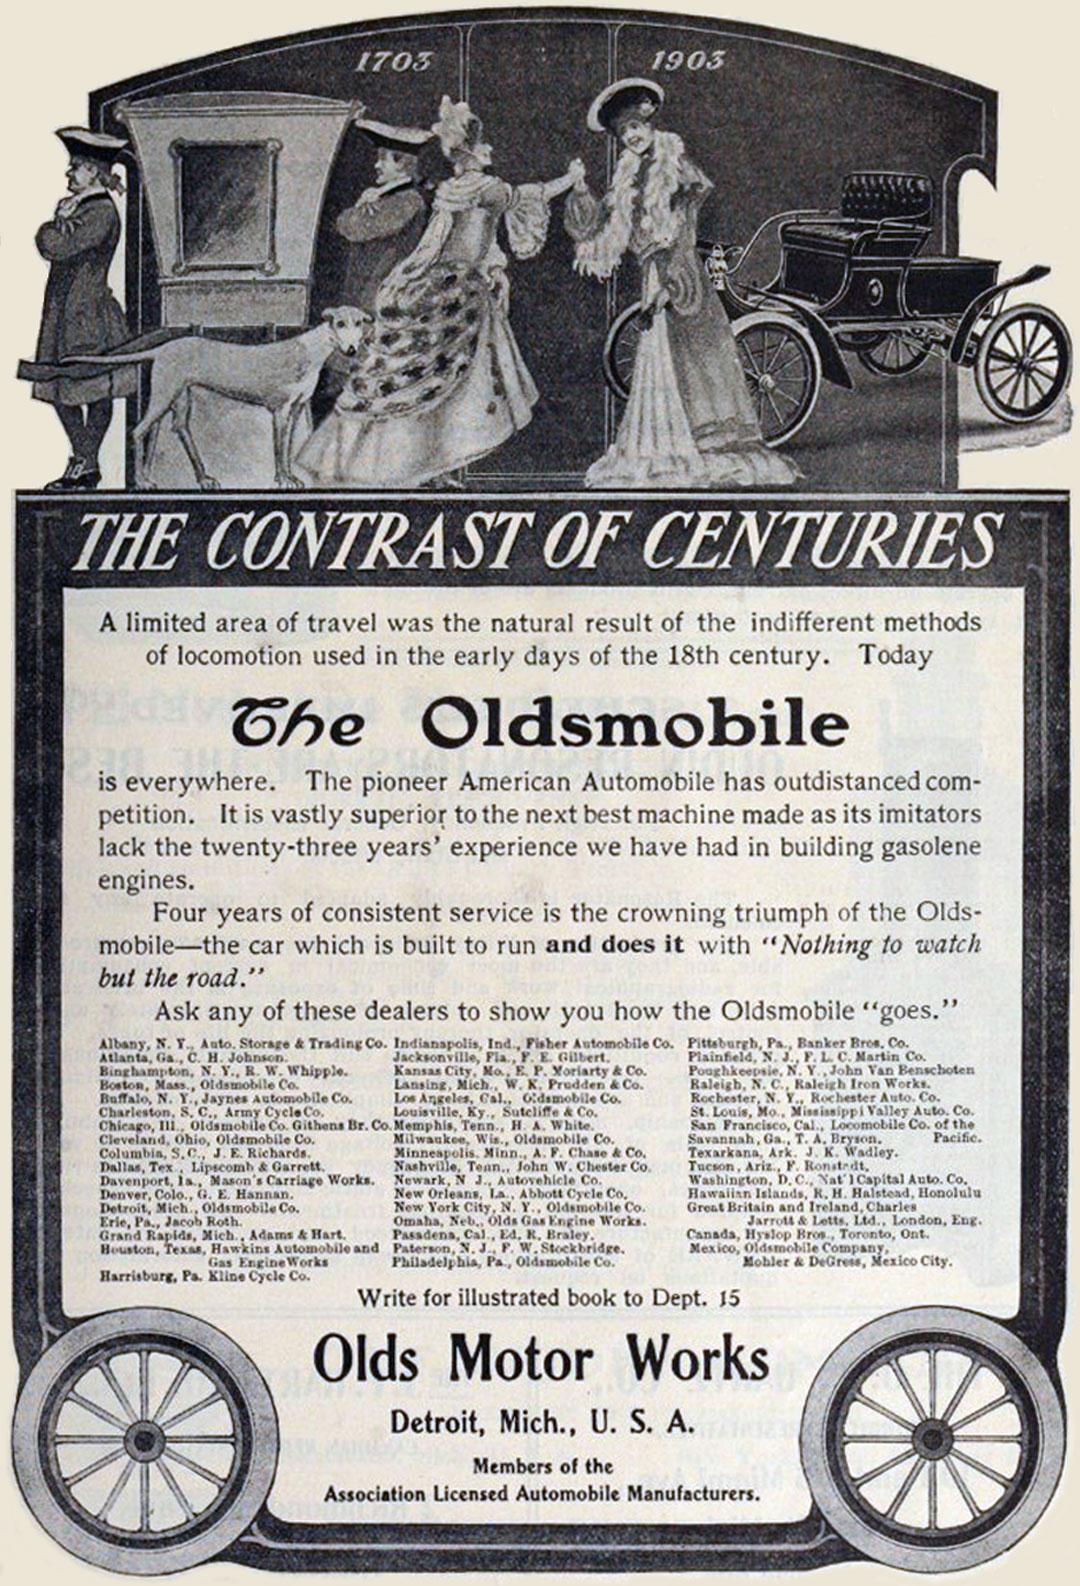 1703
1903
THE CONTRAST OF CENTURIES
A limited area of travel was the natural result of the indifferent methods
of locomotion used in the early days of the 18th century. Today
The Oldsmobile
is everywhere. The pioneer American Automobile has outdistanced com-
petition. It is vastly superior to the next best machine made as its imitators
lack the twenty-three years' experience we have had in building gasolene
engines.
Four years of consistent service is the crowning triumph of the Olds-
mobile—the car which is built to run and does it with "Nothing to watch
but the road."
Ask any of these dealers to show you how the Oldsmobile "goes."
Albany, N. Y., Auto. Storage & Trading Co.
Atlanta, Ga., C. H. Johnson.
Binghampton, N. Y., R. W. Whipple.
Boston, Mass., Oldsmobile Co.
Buffalo, N. Y., Jaynes Automobile Co.
Charleston, S. C., Army Cycle Co.
Chicago, Ill., Oldsmobile Co. Githens Br. Co.
Cleveland, Ohio, Oldsmobile Co.
Columbia, S. C., J. E. Richards.
Dallas, Tex., Lipscomb & Garrett.
Davenport, Ia., Mason's Carriage Works.
Denver, Colo., G. E. Hannan.
Detroit, Mich., Oldsmobile Co.
Erie, Pa., Jacob Roth.
Grand Rapids, Mich., Adams & Hart.
Houston, Texas, Hawkins Automobile and
Gas Engine Works
Harrisburg, Pa. Kline Cycle Co.
Indianapolis, Ind., Fisher Automobile Co.
Jacksonville, Fla., F. E. Gilbert.
Kansas City, Mo., E. P. Moriarty & Co.
Lansing, Mich., W. K. Prudden & Co.
Los Angeles, Cal., Oldsmobile Co.
Louisville, Ky., Sutcliffe & Co.
Memphis, Tenn., H. A. White.
Milwaukee, Wis., Oldsmobile Co.
Minneapolis. Minn., A. F. Chase & Co.
Nashville, Tenn., John W. Chester Co.
Newark, N J., Autovehicle Co.
New Orleans, La., Abbott Cycle Co.
New York City, N. Y., Oldsmobile Co.
Omaha, Neb., Olds Gas Engine Works.
Pasadena, Cal., Ed. R. Braley.
Paterson, N. J., F. W. Stockbridge.
Philadelphia, Pa., Oldsmobile Co.
Pittsburgh, Pa., Banker Bros. Co.
Plainfield, N. J., F. L. C. Martin Co.
Poughkeepsie, N. Y., John Van Benschoten
Raleigh, N. C., Raleigh Iron Works.
Rochester, N. Y., Rochester Auto. Co.
St. Louis, Mo., Mississippi Valley Auto. Co.
San Francisco, Cal., Locomobile Co. of the
Pacific.
Savannah, Ga., T. A. Bryson.
Texarkana, Ark. J. K. Wadley.
Tucson, Ariz., F. Ronstadt.
Washington, D. C., Nat'l Capital Auto. Co.
Hawaiian Islands, R. H. Halstead, Honolulu
Great Britain and Ireland, Charles
Jarrott & Letts, Ltd., London, Eng.
Canada, Hyslop Bros., Toronto, Ont.
Mexico, Oldsmobile Company,
Mohler & DeGress, Mexico City.
Write for illustrated book to Dept. 15
Olds Motor Works
Detroit, Mich., U. S. A.
Members of the
Association Licensed Automobile Manufacturers.